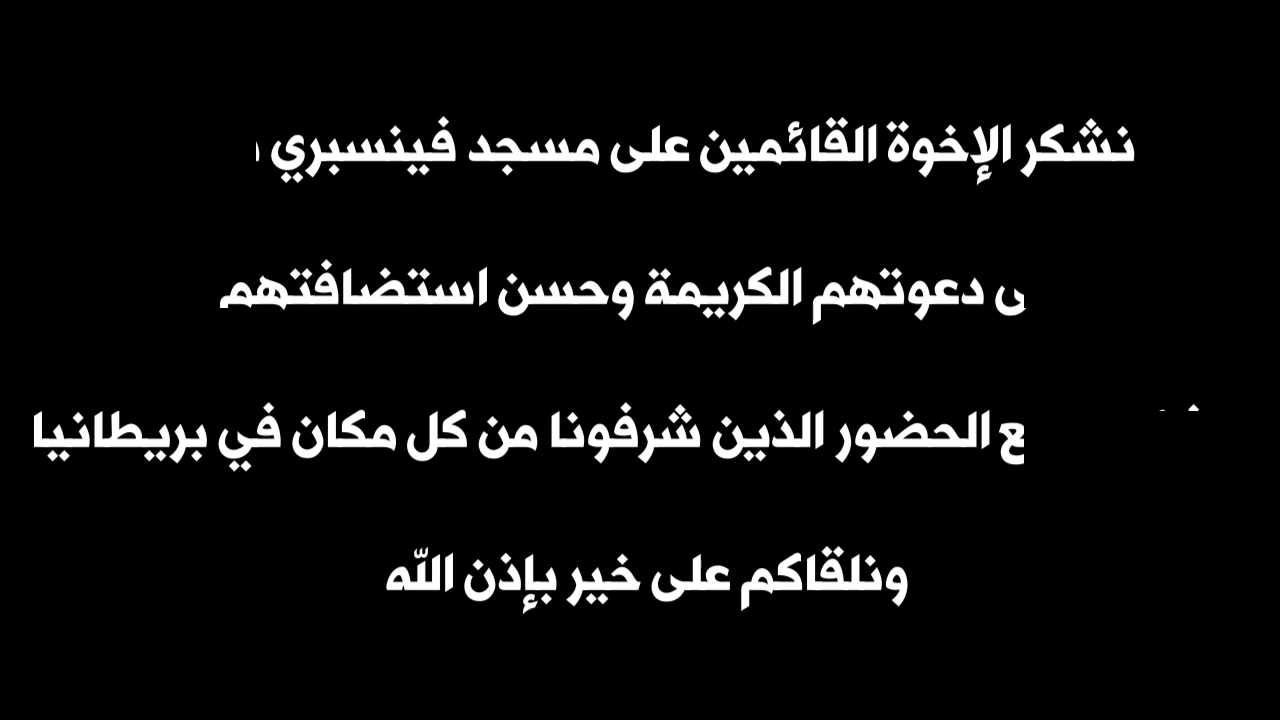 نشكر الإخوة القائمين على مسجد فينسبري
دعوتهم الكريمة وحسن استضافتهم
الحضور الذين شرفونا من كل مكان في بريطانيا
ونلقاكم على خير بإذن الله